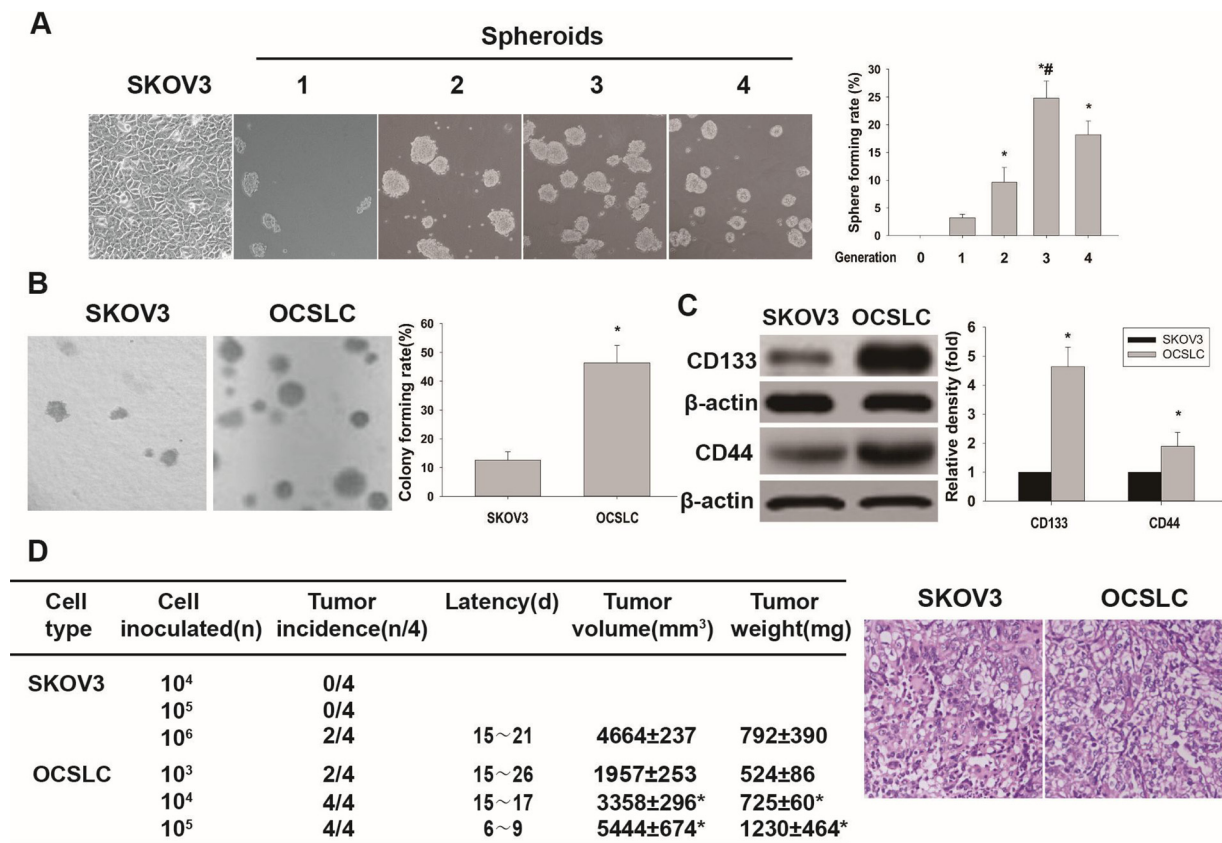 A
Spheroids
SKOV3 1 2 3 4
Sphere forming rate (%)
30
25
20
15
10
5
0
*
*#
*
Generation 0 1 2 3 4
B
SKOV3 OCSLC
Colony forming rate(%)
60
50
40
30
20
10
0
*
SKOV3 OCSLC
C
SKOV3 OCSLC
CD133
β-actin
CD44
β-actin
Relative density (fold)
6
5
4
2
1
0
*
*
SKOV3
OCSLC
CD133 CD44
D
Cell Cell Tumor Latency(d) Tumor Tumor
type inoculated(n) incidence(n/4) volume(mm³) weight(mg)
SKOV3 10⁴ 0/4
10⁵ 0/4
10⁶ 2/4 15～21 4664±237 792±390
OCSLC 10³ 2/4 15～26 1957±253 524±86
10⁴ 4/4 15～17 3358±296* 725±60*
10⁵ 4/4 6～9 5444±674* 1230±464*
SKOV3 OCSLC